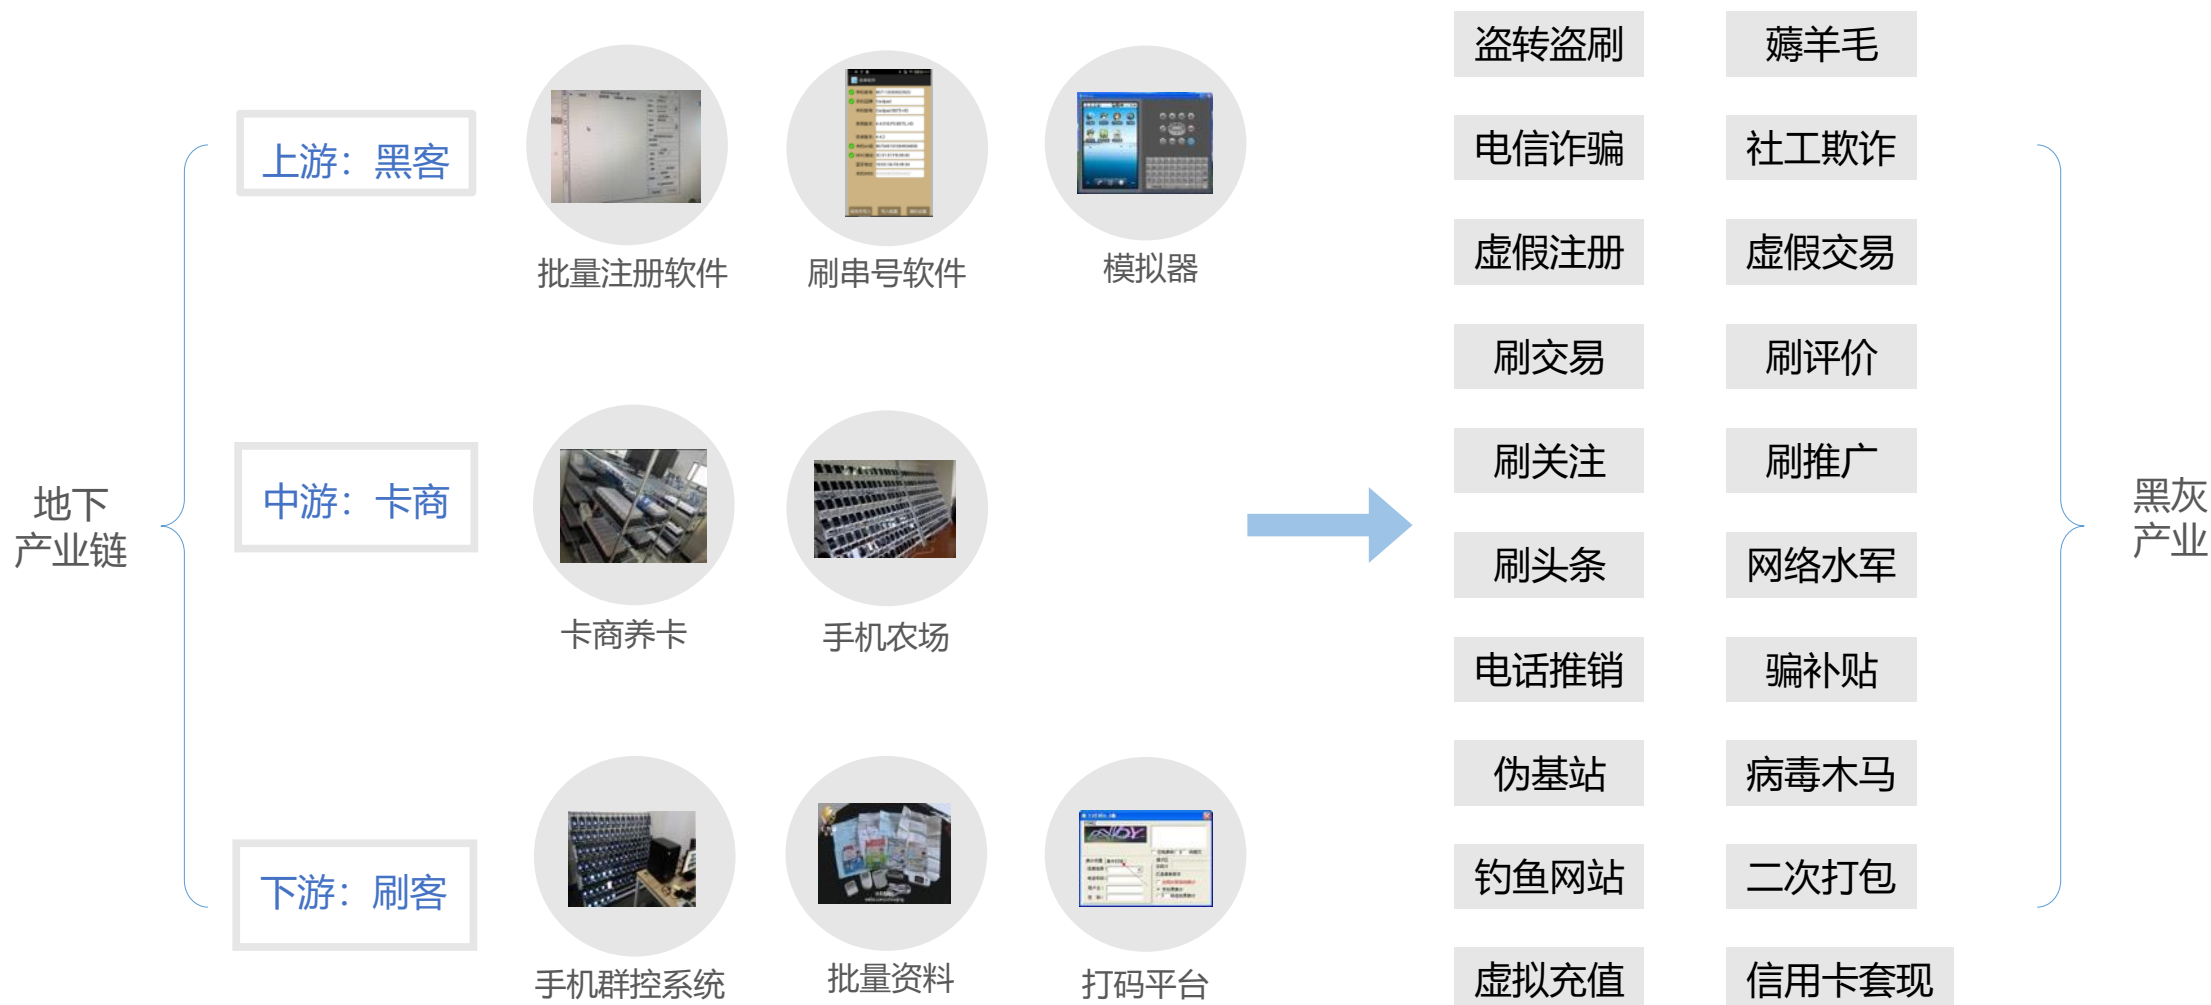 地下
产业链
上游：黑客
批量注册软件
刷串号软件
模拟器
中游：卡商
卡商养卡
手机农场
下游：刷客
手机群控系统
批量资料
打码平台
盗转盗刷
薅羊毛
电信诈骗
社工欺诈
虚假注册
虚假交易
刷交易
刷评价
刷关注
刷推广
刷头条
网络水军
电话推销
骗补贴
伪基站
病毒木马
钓鱼网站
二次打包
虚拟充值
信用卡套现
黑灰
产业